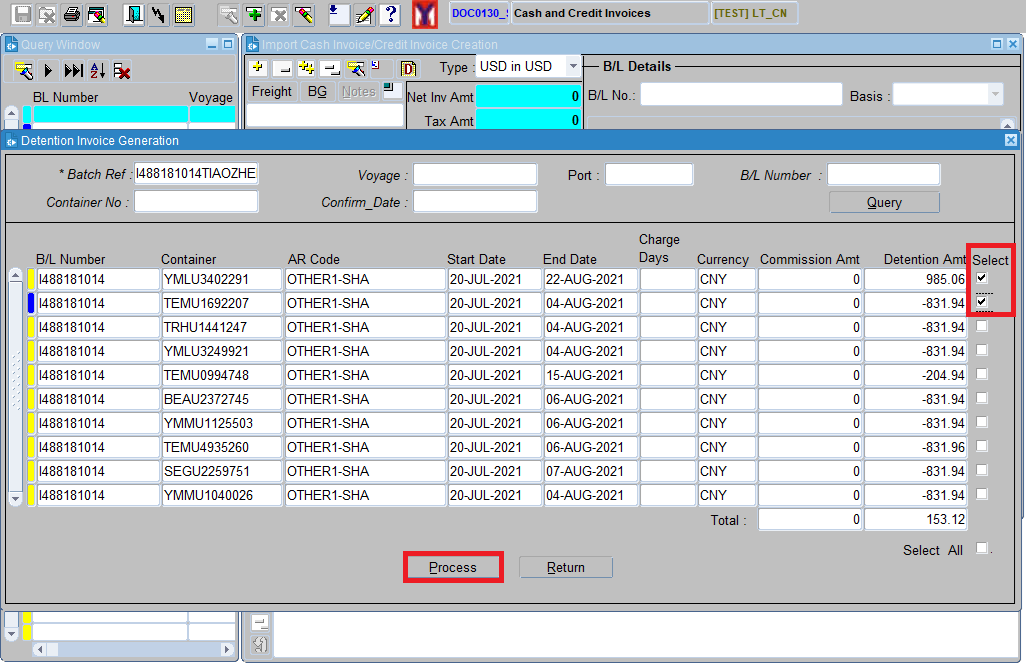 DOC0130_ Cash and Credit Invoices [TEST] LT_CN
Query Window
Import Cash Invoice/Credit Invoice Creation
Type : USD in USD
B/L Details
BL Number Voyage
Freight BG Notes
Net Inv Amt 0
B/L No.: Basis :
Tax Amt 0
Detention Invoice Generation
* Batch Ref : I488181014TIAOZHE Voyage : Port : B/L Number :
Container No : Confirm_Date : Query
B/L Number Container AR Code Start Date End Date Charge Days Currency Commission Amt Detention Amt Select
I488181014 YMLU3402291 OTHER1-SHA 20-JUL-2021 22-AUG-2021 CNY 0 985.06
I488181014 TEMU1692207 OTHER1-SHA 20-JUL-2021 04-AUG-2021 CNY 0 -831.94
I488181014 TRHU1441247 OTHER1-SHA 20-JUL-2021 04-AUG-2021 CNY 0 -831.94
I488181014 YMLU3249921 OTHER1-SHA 20-JUL-2021 04-AUG-2021 CNY 0 -831.94
I488181014 TEMU0994748 OTHER1-SHA 20-JUL-2021 15-AUG-2021 CNY 0 -204.94
I488181014 BEAU2372745 OTHER1-SHA 20-JUL-2021 06-AUG-2021 CNY 0 -831.94
I488181014 YMMU1125503 OTHER1-SHA 20-JUL-2021 06-AUG-2021 CNY 0 -831.94
I488181014 TEMU4935260 OTHER1-SHA 20-JUL-2021 06-AUG-2021 CNY 0 -831.96
I488181014 SEGU2259751 OTHER1-SHA 20-JUL-2021 07-AUG-2021 CNY 0 -831.94
I488181014 YMMU1040026 OTHER1-SHA 20-JUL-2021 04-AUG-2021 CNY 0 -831.94
Total : 0 153.12
Select All .
Process Return